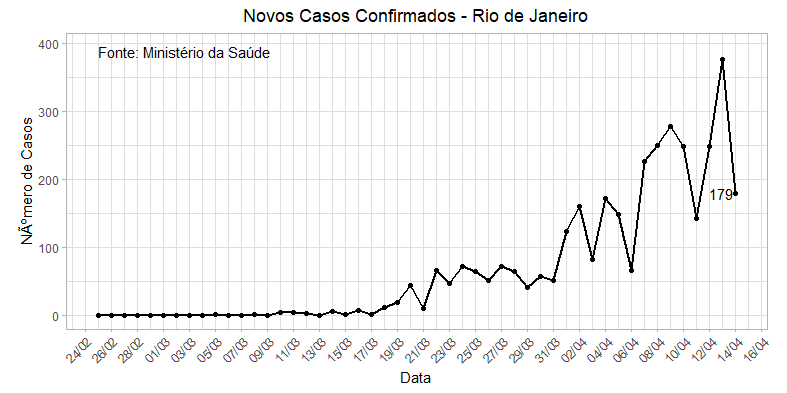 Novos Casos Confirmados - Rio de Janeiro
Fonte: Ministério da Saúde
400
300
200
100
0
NÃºrmero de Casos
179
24/02 26/02 28/02 01/03 03/03 05/03 07/03 09/03 11/03 13/03 15/03 17/03 19/03 21/03 23/03 25/03 27/03 29/03 31/03 02/04 04/04 06/04 08/04 10/04 12/04 14/04 16/04
Data